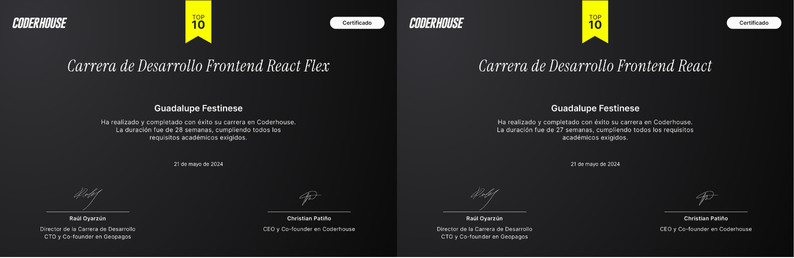 CODERHOUSE
TOP
10
Certificado
Carrera de Desarrollo Frontend React Flex
Guadalupe Festinese
Ha realizado y completado con éxito su carrera en Coderhouse.
La duración fue de 28 semanas, cumpliendo todos los
requisitos académicos exigidos.
21 de mayo de 2024
Raúl Oyarzún
Director de la Carrera de Desarrollo
CTO y Co-founder en Geopagos
Christian Patiño
CEO y Co-founder en Coderhouse
CODERHOUSE
TOP
10
Certificado
Carrera de Desarrollo Frontend React
Guadalupe Festinese
Ha realizado y completado con éxito su carrera en Coderhouse.
La duración fue de 27 semanas, cumpliendo todos los requisitos
académicos exigidos.
21 de mayo de 2024
Raúl Oyarzún
Director de la Carrera de Desarrollo
CTO y Co-founder en Geopagos
Christian Patiño
CEO y Co-founder en Coderhouse